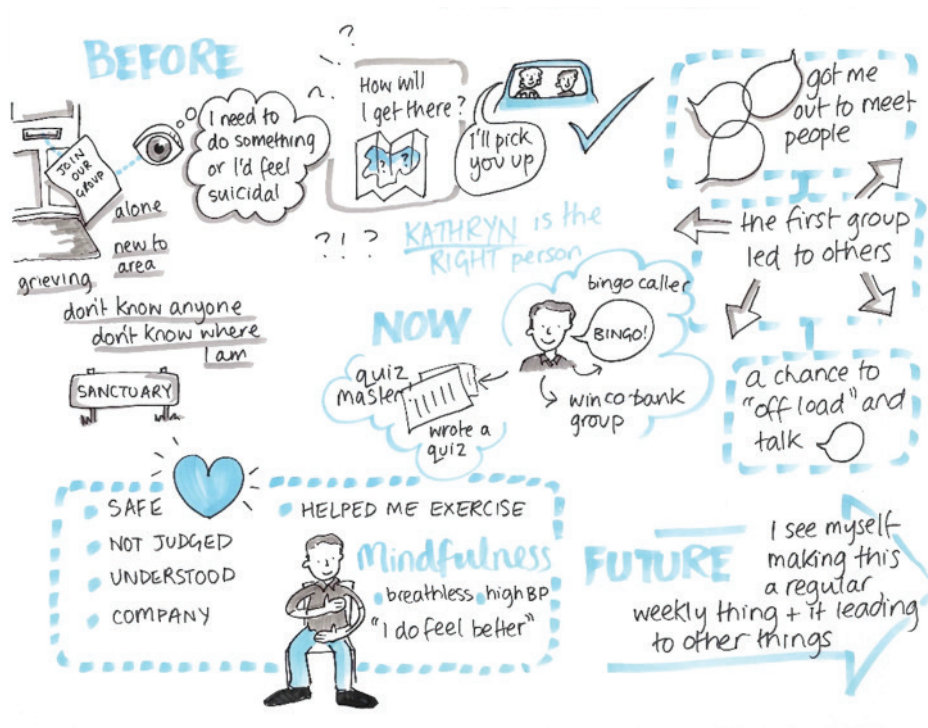 BEFORE
JOIN
OUR
GROUP
I need to
do something
or I'd feel
suicidal
alone
new to
area
grieving
don't know anyone
don't know where
I am
SANCTUARY
?
?
How will
I get there?
? ?
I'll pick
you up
? ! ?
KATHRYN is the
RIGHT person
got me
out to meet
people
the first group
led to others
a chance to
"off load" and
talk
NOW
bingo caller
BINGO!
winco-bank
group
quiz
master
wrote a
quiz
SAFE
NOT JUDGED
UNDERSTOOD
COMPANY
HELPED ME EXERCISE
Mindfulness
breathless high BP
"I do feel better"
FUTURE
I see myself
making this
a regular
weekly thing + it leading
to other things